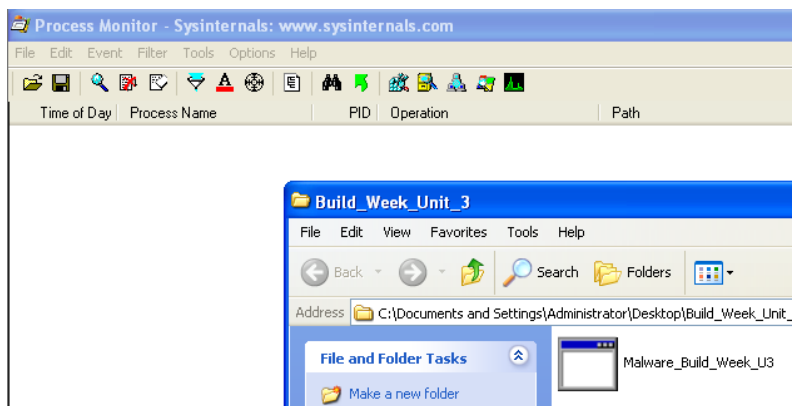 Process Monitor - Sysinternals: www.sysinternals.com
File Edit Event Filter Tools Options Help
Time of Day Process Name PID Operation Path
Build_Week_Unit_3
File Edit View Favorites Tools Help
Back Search Folders
Address C:\Documents and Settings\Administrator\Desktop\Build_Week_Unit_
File and Folder Tasks
Malware_Build_Week_U3
Make a new folder